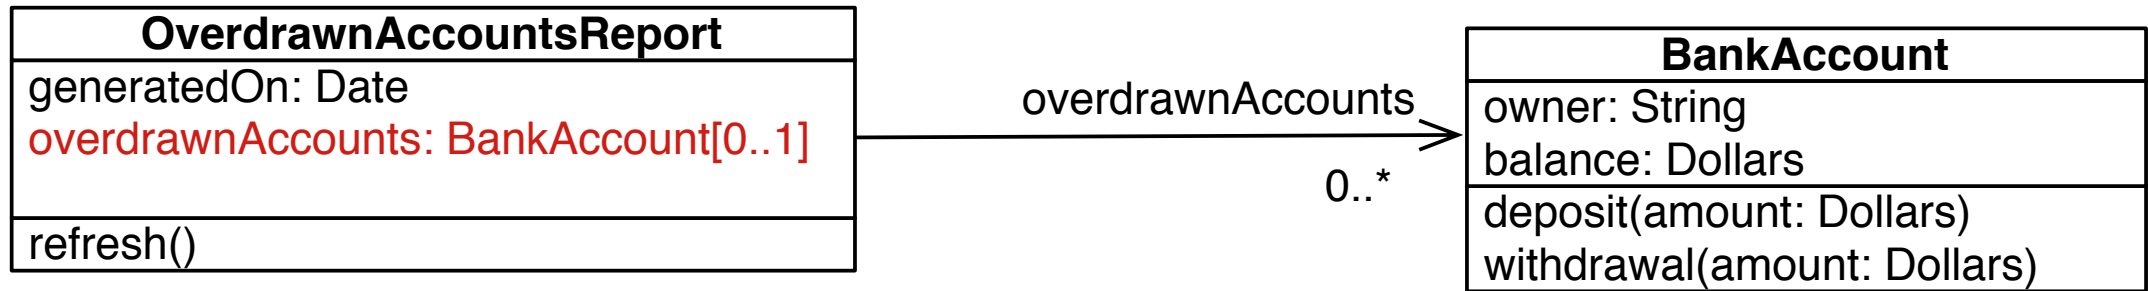 OverdrawnAccountsReport
generatedOn: Date
overdrawnAccounts: BankAccount[0..1]
refresh()
overdrawnAccounts
0..*
BankAccount
owner: String
balance: Dollars
deposit(amount: Dollars)
withdrawal(amount: Dollars)